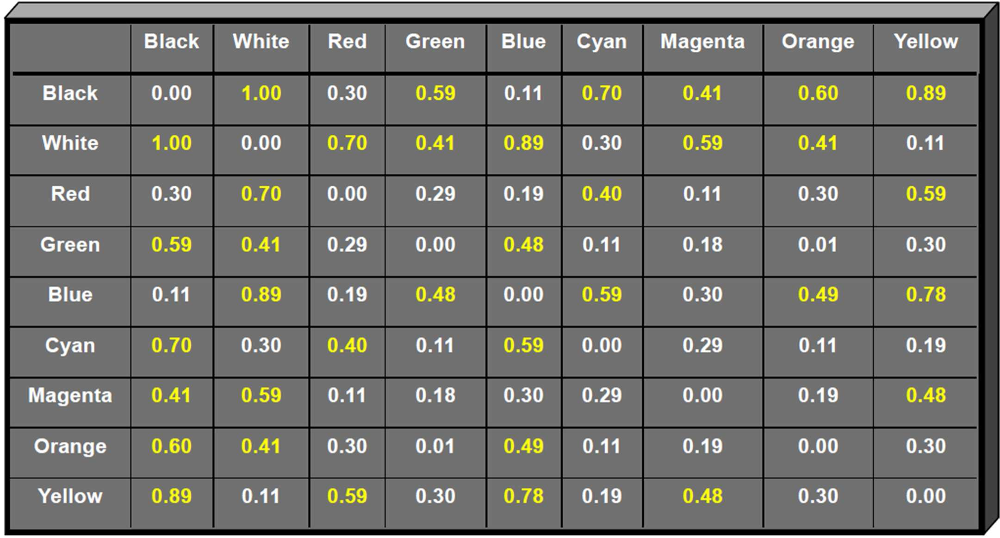 Black White Red Green Blue Cyan Magenta Orange Yellow
Black 0.00 1.00 0.30 0.59 0.11 0.70 0.41 0.60 0.89
White 1.00 0.00 0.70 0.41 0.89 0.30 0.59 0.41 0.11
Red 0.30 0.70 0.00 0.29 0.19 0.40 0.11 0.30 0.59
Green 0.59 0.41 0.29 0.00 0.48 0.11 0.18 0.01 0.30
Blue 0.11 0.89 0.19 0.48 0.00 0.59 0.30 0.49 0.78
Cyan 0.70 0.30 0.40 0.11 0.59 0.00 0.29 0.11 0.19
Magenta 0.41 0.59 0.11 0.18 0.30 0.29 0.00 0.19 0.48
Orange 0.60 0.41 0.30 0.01 0.49 0.11 0.19 0.00 0.30
Yellow 0.89 0.11 0.59 0.30 0.78 0.19 0.48 0.30 0.00